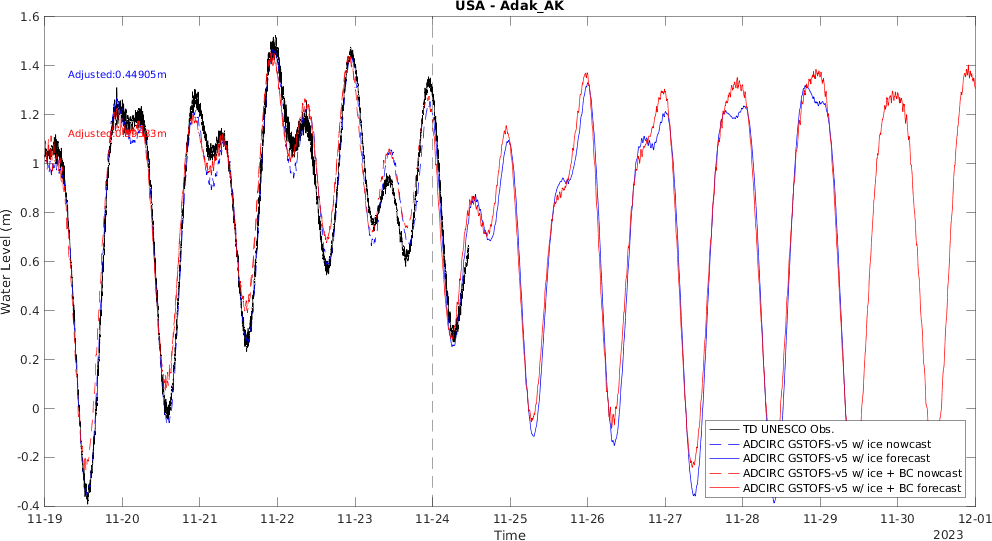 USA - Adak_AK
1.6
1.4
1.2
1
0.8
0.6
0.4
0.2
0
-0.2
-0.4
Water Level (m)
Adjusted:0.44905m
TD UNESCO Obs.
ADCIRC GSTOFS-v5 w/ ice nowcast
ADCIRC GSTOFS-v5 w/ ice forecast
ADCIRC GSTOFS-v5 w/ ice + BC nowcast
ADCIRC GSTOFS-v5 w/ ice + BC forecast
11-19 11-20 11-21 11-22 11-23 11-24 11-25 11-26 11-27 11-28 11-29 11-30 12-01
Time
2023